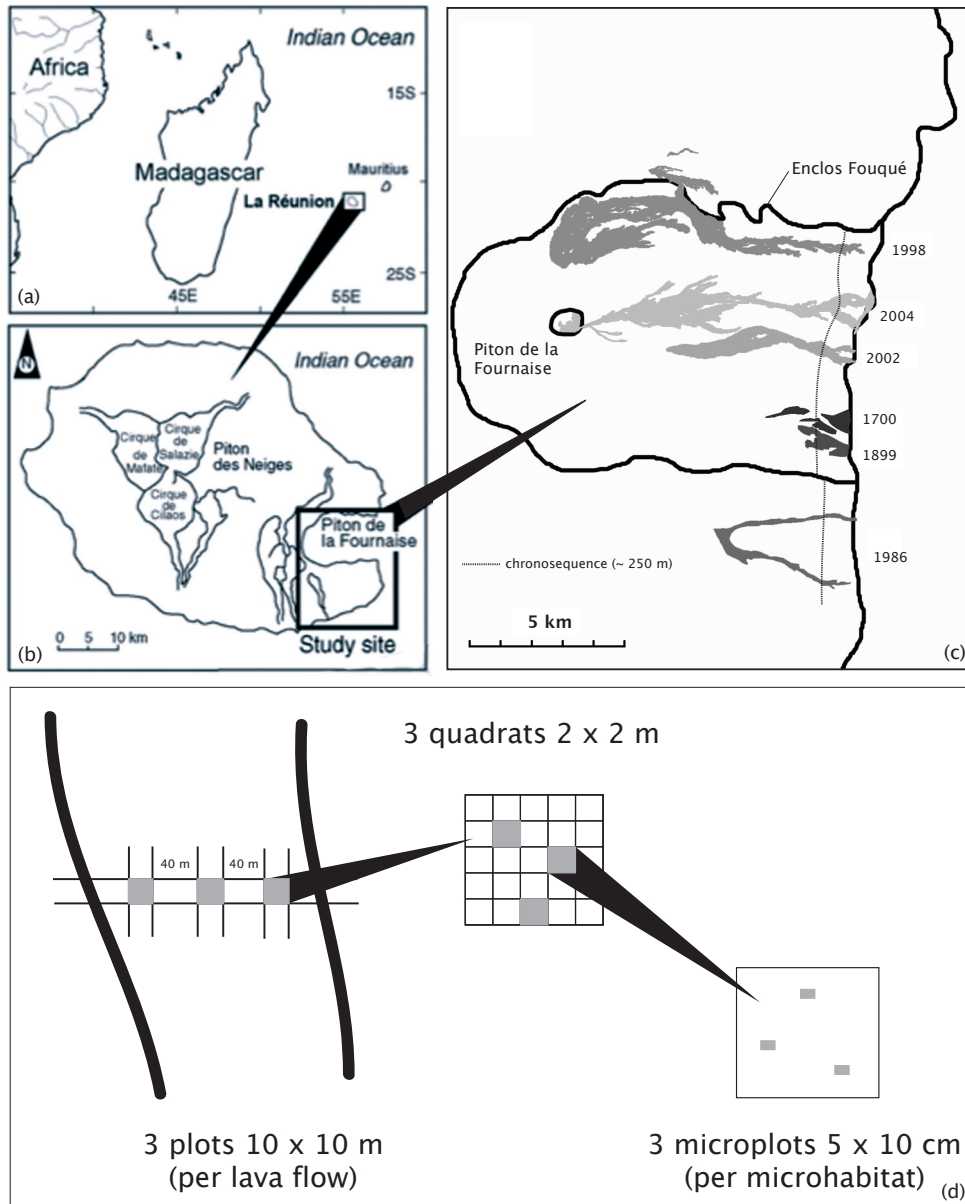 Indian Ocean
Africa
15S
Madagascar
Mauritius
La Réunion
25S
(a)
45E
55E
N
Indian Ocean
Cirque
de
Salazie
Cirque
de
Mafate
Piton
des Neiges
Cirque
de
Cilaos
Piton de
la Fournaise
0 5 10 km
Study site
(b)
Enclos Fouqué
1998
2004
Piton de la
Fournaise
2002
1700
1899
1986
chronosequence (~ 250 m)
5 km
(c)
3 quadrats 2 x 2 m
40 m
40 m
3 plots 10 x 10 m
(per lava flow)
3 microplots 5 x 10 cm
(per microhabitat)
(d)